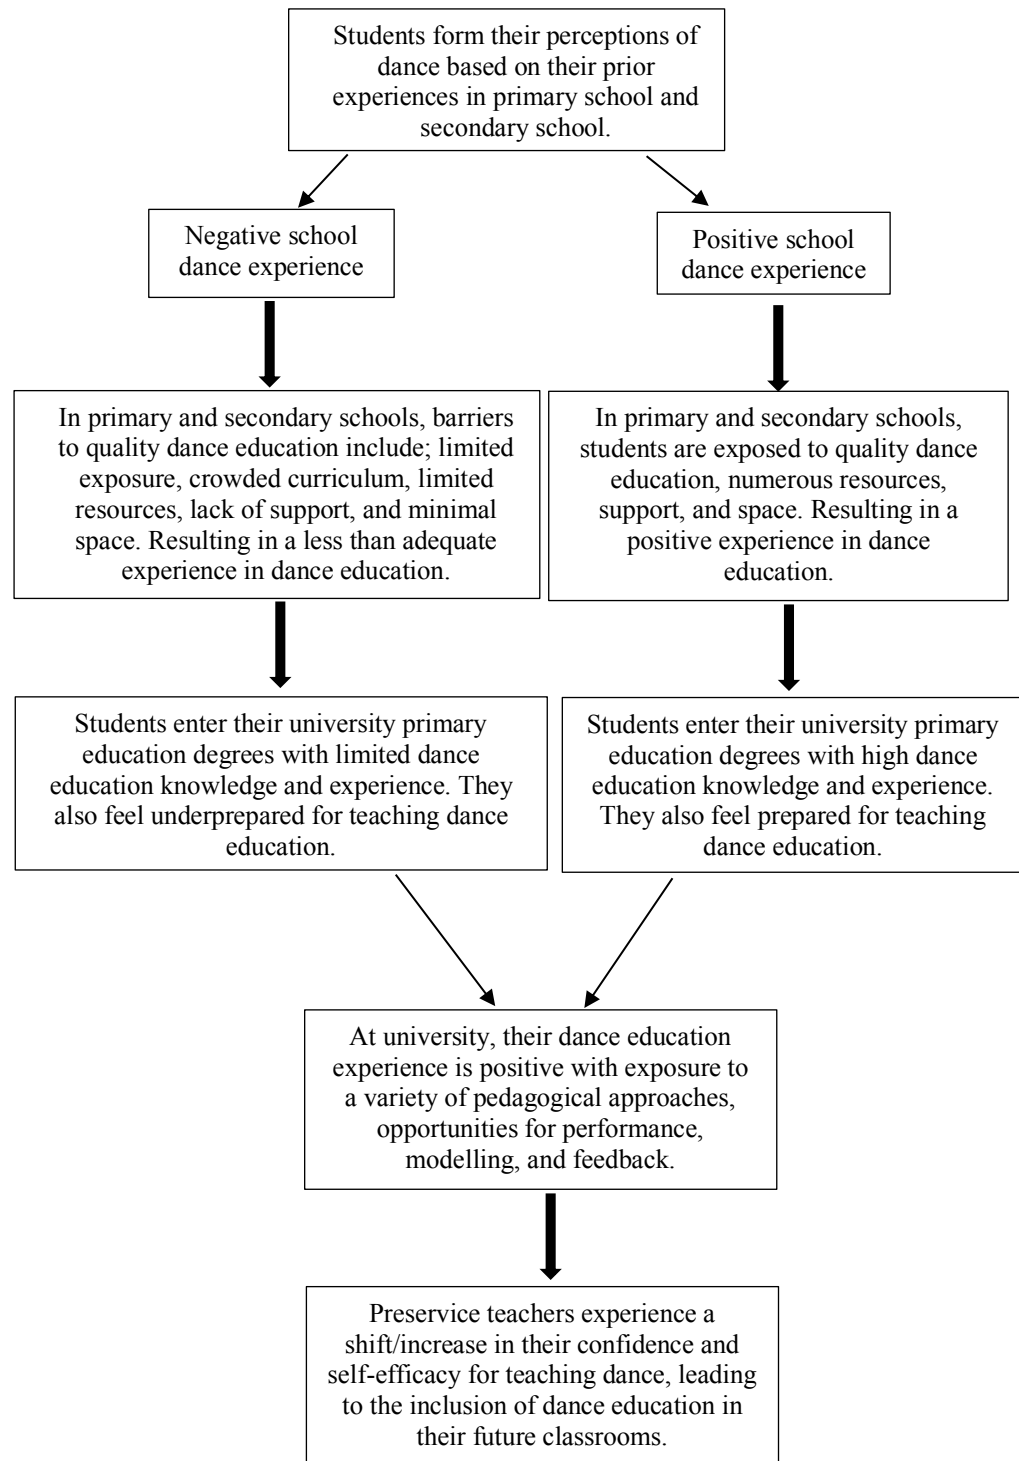 Students form their perceptions of
dance based on their prior
experiences in primary school and
secondary school.
Negative school
dance experience
Positive school
dance experience
In primary and secondary schools, barriers
to quality dance education include; limited
exposure, crowded curriculum, limited
resources, lack of support, and minimal
space. Resulting in a less than adequate
experience in dance education.
In primary and secondary schools,
students are exposed to quality dance
education, numerous resources,
support, and space. Resulting in a
positive experience in dance
education.
Students enter their university primary
education degrees with limited dance
education knowledge and experience. They
also feel underprepared for teaching dance
education.
Students enter their university primary
education degrees with high dance
education knowledge and experience.
They also feel prepared for teaching
dance education.
At university, their dance education
experience is positive with exposure to
a variety of pedagogical approaches,
opportunities for performance,
modelling, and feedback.
Preservice teachers experience a
shift/increase in their confidence and
self-efficacy for teaching dance, leading
to the inclusion of dance education in
their future classrooms.